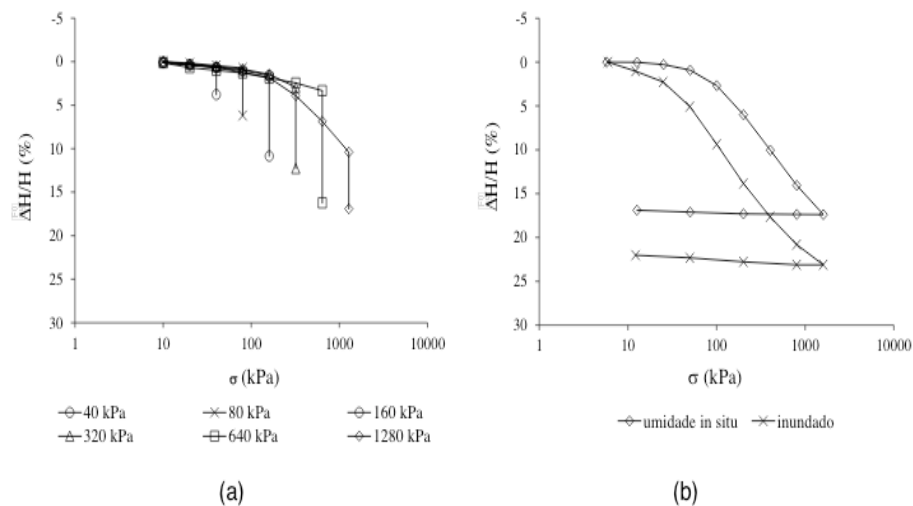 -5
0
5
10
15
20
25
30
ΔH/H (%)
1 10 100 1000 10000
σ (kPa)
40 kPa 80 kPa 160 kPa
320 kPa 640 kPa 1280 kPa
(a)
-5
0
5
10
15
20
25
30
ΔH/H (%)
1 10 100 1000 10000
σ (kPa)
umidade in situ inundado
(b)